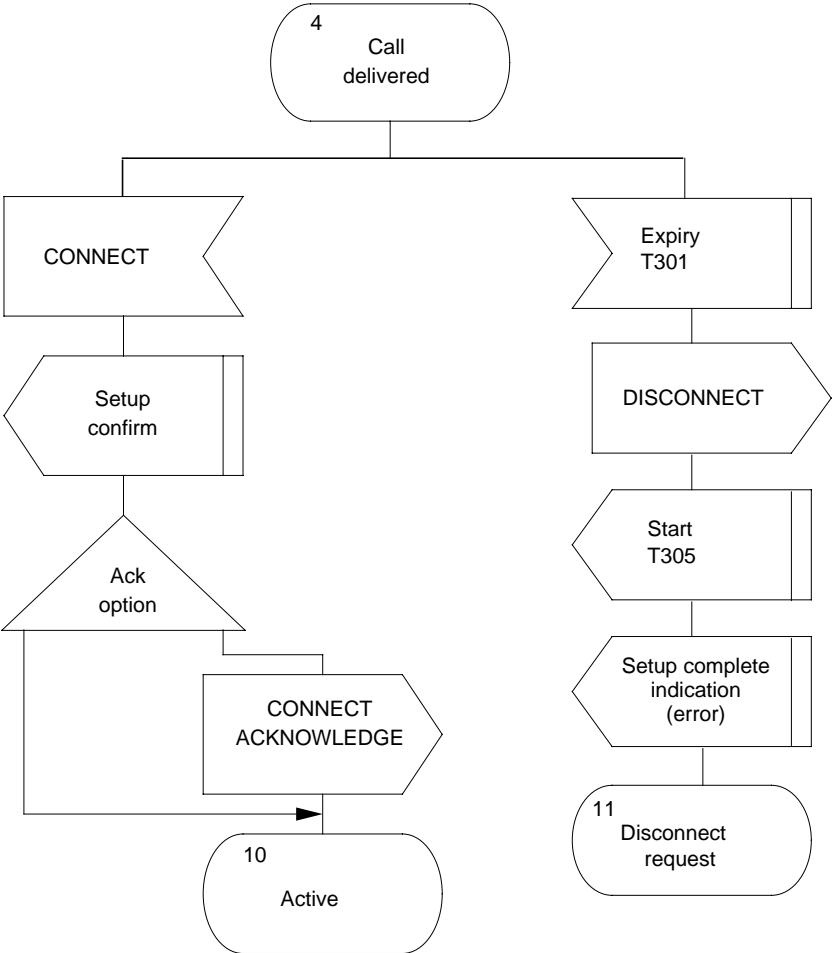 4
Call
delivered
CONNECT
Setup
confirm
Ack
option
CONNECT
ACKNOWLEDGE
10
Active
Expiry
T301
DISCONNECT
Start
T305
Setup complete
indication
(error)
11
Disconnect
request